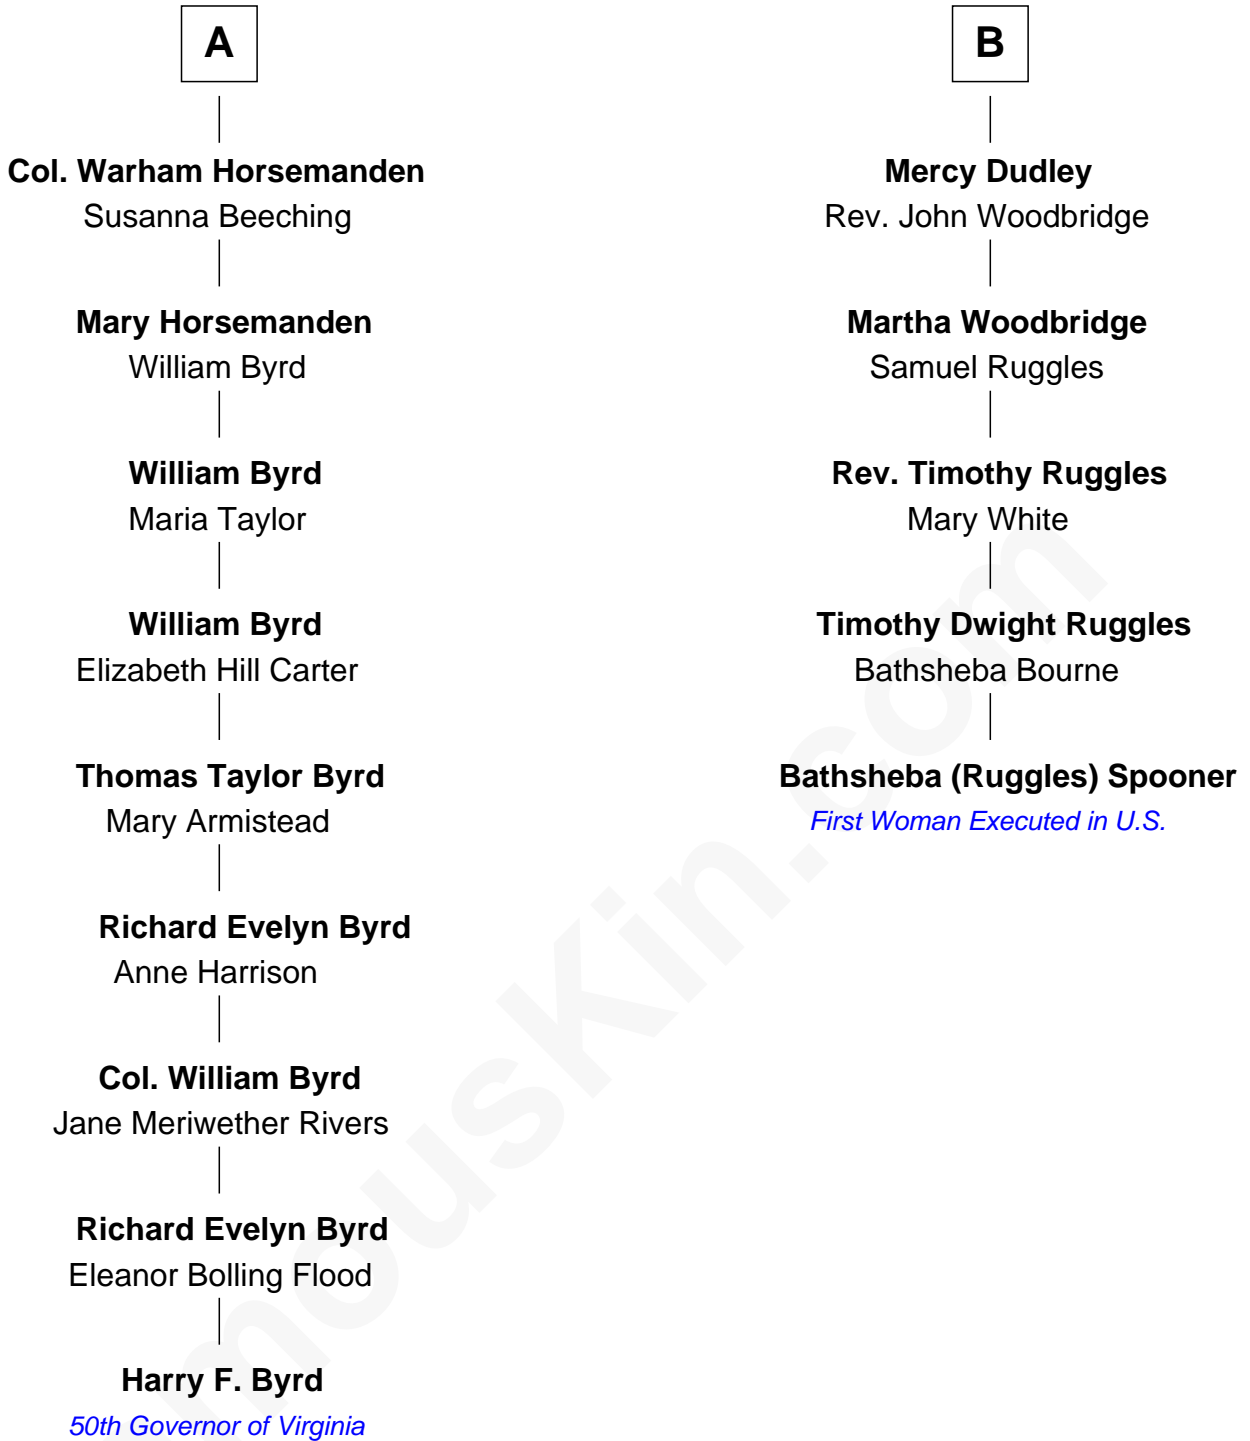 A
Col. Warham Horsemanden
Susanna Beeching
Mary Horsemanden
William Byrd
William Byrd
Maria Taylor
William Byrd
Elizabeth Hill Carter
Thomas Taylor Byrd
Mary Armistead
Richard Evelyn Byrd
Anne Harrison
Col. William Byrd
Jane Meriwether Rivers
Richard Evelyn Byrd
Eleanor Bolling Flood
Harry F. Byrd
50th Governor of Virginia
B
Mercy Dudley
Rev. John Woodbridge
Martha Woodbridge
Samuel Ruggles
Rev. Timothy Ruggles
Mary White
Timothy Dwight Ruggles
Bathsheba Bourne
Bathsheba (Ruggles) Spooner
First Woman Executed in U.S.
mousKin.com